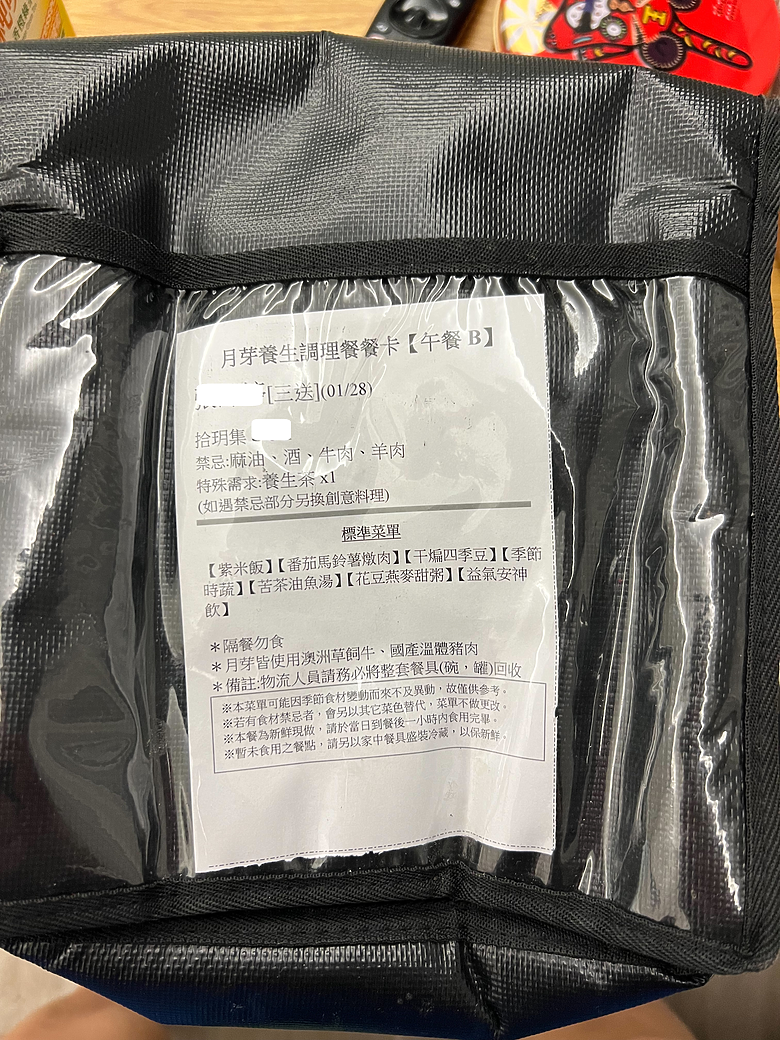 月芽養生調理餐餐卡【午餐 B】
[三送](01/28)
拾玥集
禁忌:麻油、酒、牛肉、羊肉
特殊需求:養生茶 x1
(如遇禁忌部分另換創意料理)
標準菜單
【紫米飯】【番茄馬鈴薯燉肉】【干煸四季豆】【季節
時蔬】【苦茶油魚湯】【花豆燕麥甜粥】【益氣安神
飲】
＊隔餐勿食
＊月芽皆使用澳洲草飼牛、國產溫體豬肉
＊備註:物流人員請務必將整套餐具(碗，罐)回收
※本菜單可能因季節食材變動而來不及異動，故僅供參考。
※若有食材禁忌者，會另以其它菜色替代，菜單不做更改。
※本餐為新鮮現做，請於當日到餐後一小時內食用完畢。
※暫未食用之餐點，請另以家中餐具盛裝冷藏，以保新鮮。